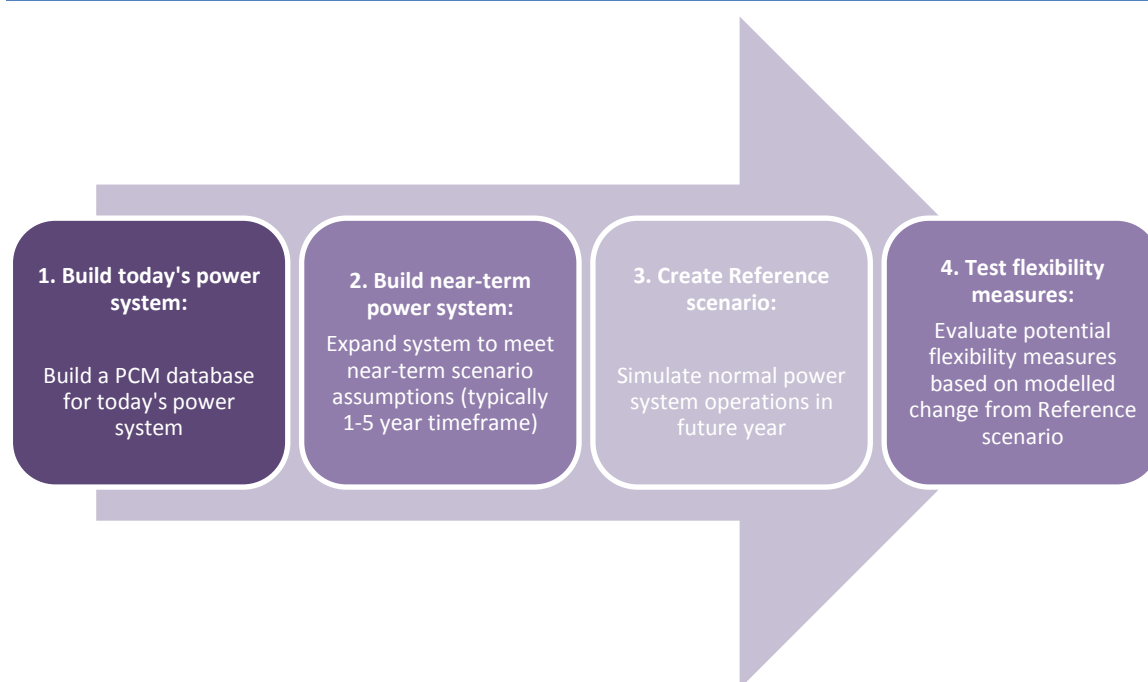 1. Build today's power
system:
Build a PCM database
for today's power
system
2. Build near-term
power system:
Expand system to meet
near-term scenario
assumptions (typically
1-5 year timeframe)
3. Create Reference
scenario:
Simulate normal power
system operations in
future year
4. Test flexibility
measures:
Evaluate potential
flexibility measures
based on modelled
change from Reference
scenario